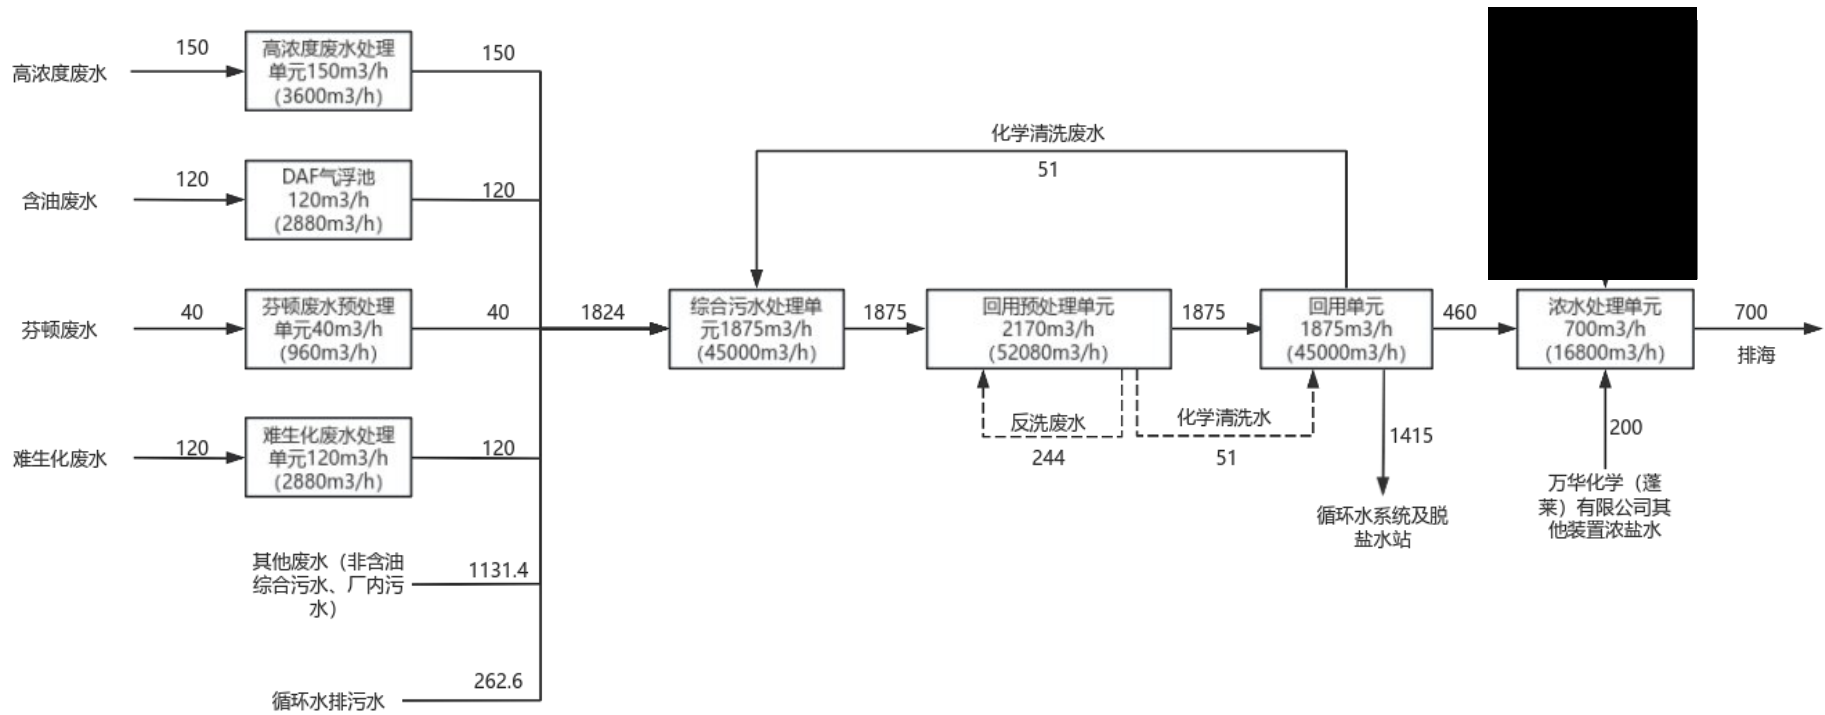 高浓度废水
150
高浓度废水处理
单元150m3/h
(3600m3/h)
150
含油废水
120
DAF气浮池
120m3/h
(2880m3/h)
120
芬顿废水
40
芬顿废水预处理
单元40m3/h
(960m3/h)
40
难生化废水
120
难生化废水处理
单元120m3/h
(2880m3/h)
120
其他废水（非含油
综合污水、厂内污
水）
1131.4
循环水排污水
262.6
1824
综合污水处理单
元1875m3/h
(45000m3/h)
化学清洗废水
51
1875
回用预处理单元
2170m3/h
(52080m3/h)
反洗废水
244
化学清洗水
51
1875
回用单元
1875m3/h
(45000m3/h)
1415
循环水系统及脱
盐水站
460
浓水处理单元
700m3/h
(16800m3/h)
200
万华化学（蓬
莱）有限公司其
他装置浓盐水
700
排海